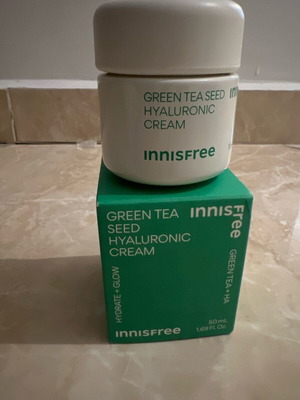 GREEN TEA SEED
HYALURONIC
CREAM
INNISFREE
GREEN TEA
SEED
HYALURONIC
CREAM
INNISFREE
HYDRATE + GLOW
GREEN TEA + HA
INNISFREE
50 mL
1.69 Fl. Oz.